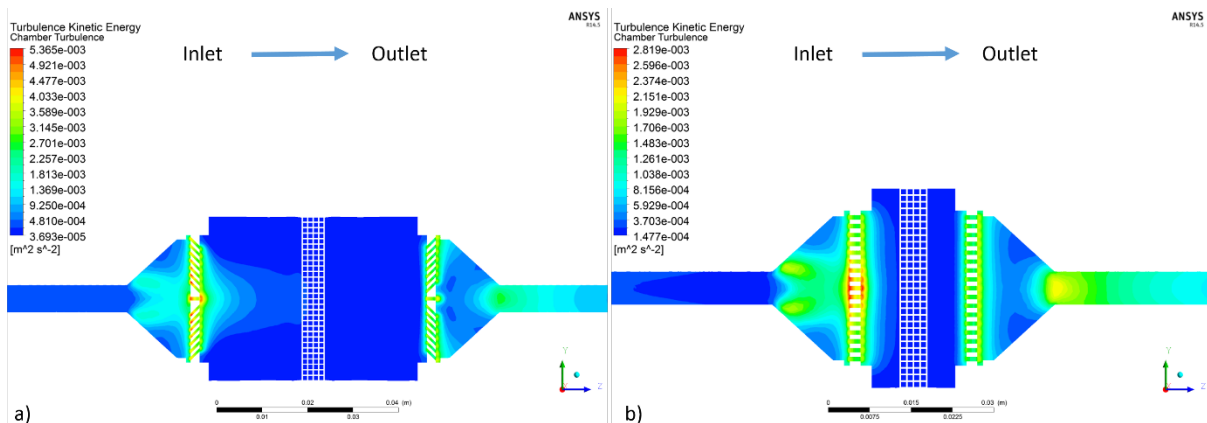 ANSYS
R14.5
Turbulence Kinetic Energy
Chamber Turbulence
5.365e-003
4.921e-003
4.477e-003
4.033e-003
3.589e-003
3.145e-003
2.701e-003
2.257e-003
1.813e-003
1.369e-003
9.250e-004
4.810e-004
3.693e-005
[m^2 s^-2]
Inlet
Outlet
0
0.02
0.04 (m)
0.01
0.03
Y
X
Z
a)
ANSYS
R14.5
Turbulence Kinetic Energy
Chamber Turbulence
2.819e-003
2.596e-003
2.374e-003
2.151e-003
1.929e-003
1.706e-003
1.483e-003
1.261e-003
1.038e-003
8.156e-004
5.929e-004
3.703e-004
1.477e-004
[m^2 s^-2]
Inlet
Outlet
0
0.015
0.03 (m)
0.0075
0.0225
Y
X
Z
b)